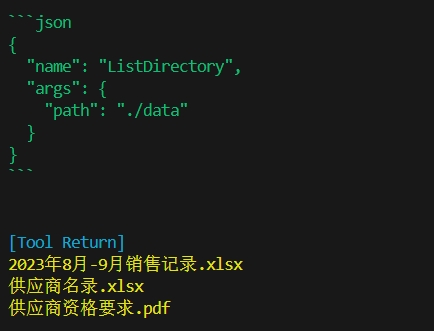 ```json
{
  "name": "ListDirectory",
  "args": {
    "path": "./data"
  }
}
```
[Tool Return]
2023年8月-9月销售记录.xlsx
供应商名录.xlsx
供应商资格要求.pdf